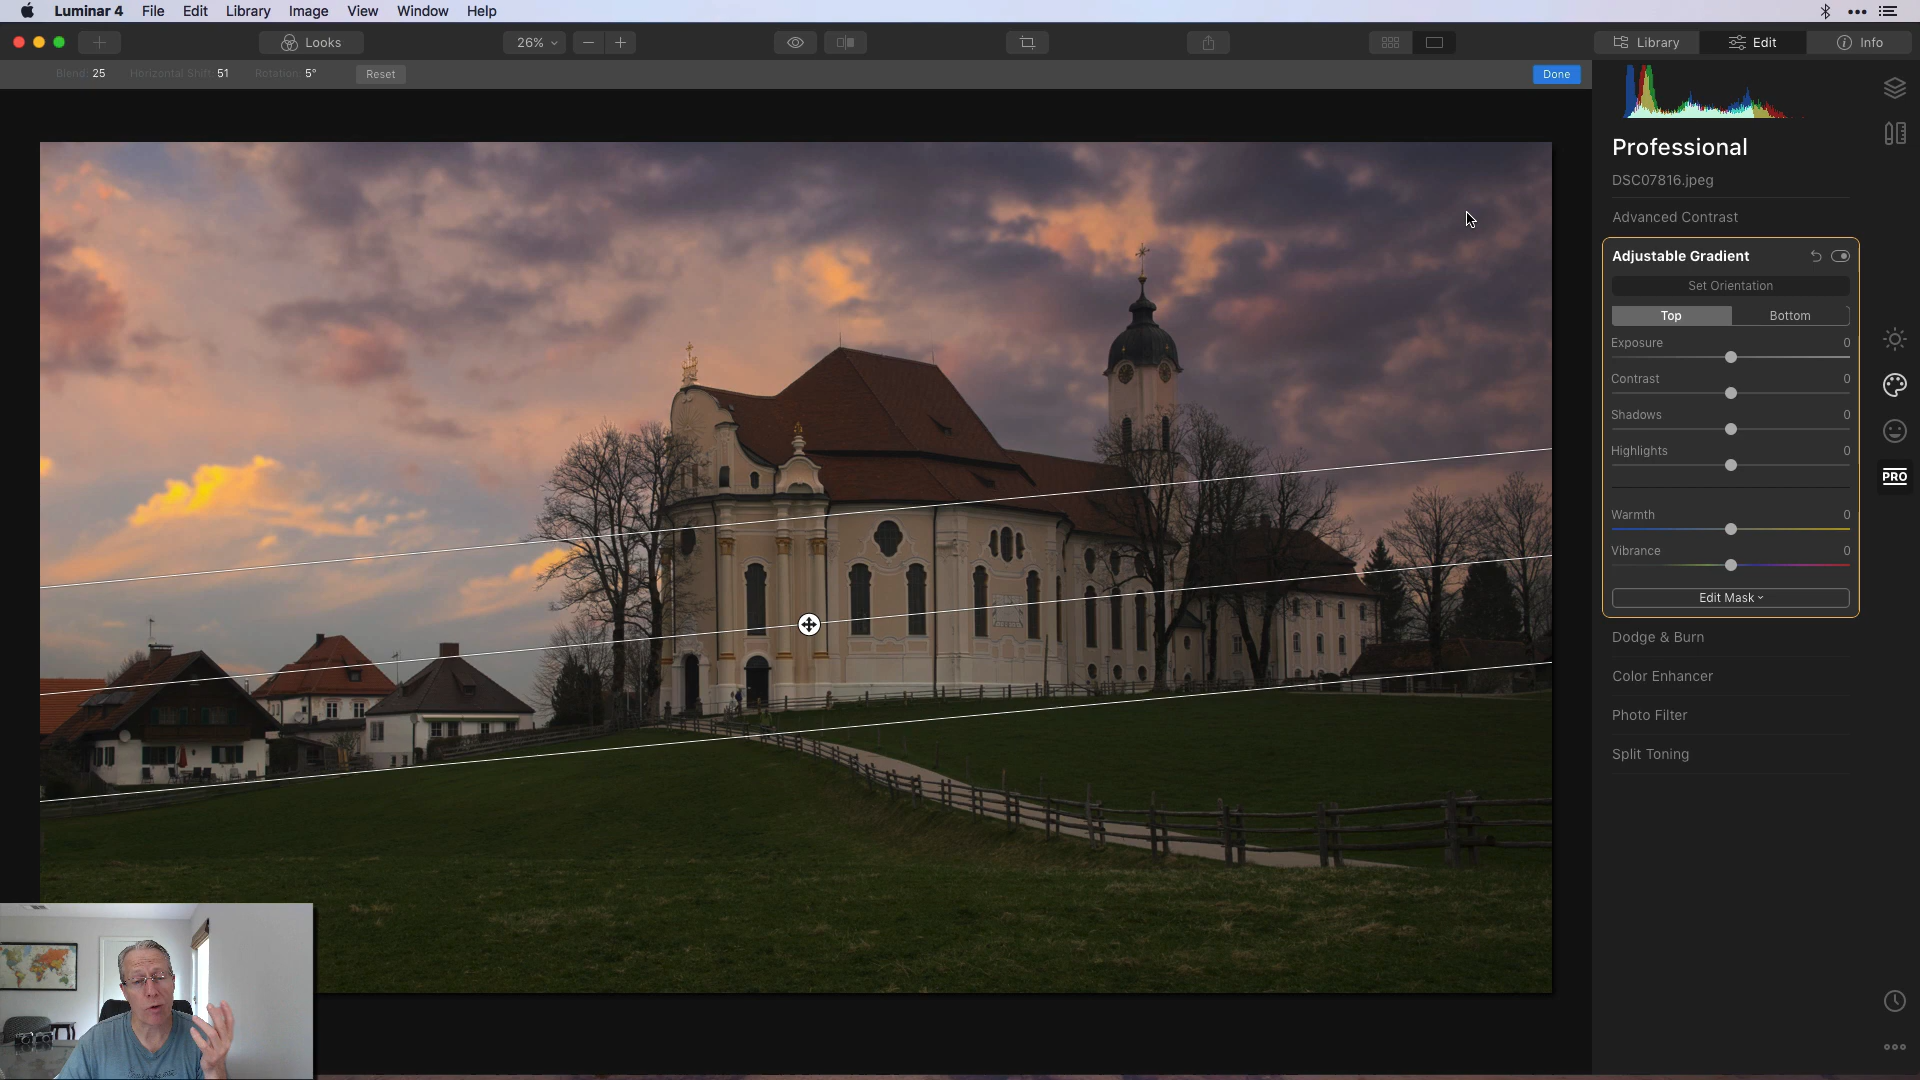 Luminar 4 File Edit Library Image View Window Help
Looks 26% Library Edit Info
Blend: 25 Horizontal Shift: 51 Rotation: 5° Reset Done
Professional
DSC07816.jpeg
Advanced Contrast
Adjustable Gradient
Set Orientation
Top Bottom
Exposure 0
Contrast 0
Shadows 0
Highlights 0
Warmth 0
Vibrance 0
Edit Mask
PRO
Dodge & Burn
Color Enhancer
Photo Filter
Split Toning